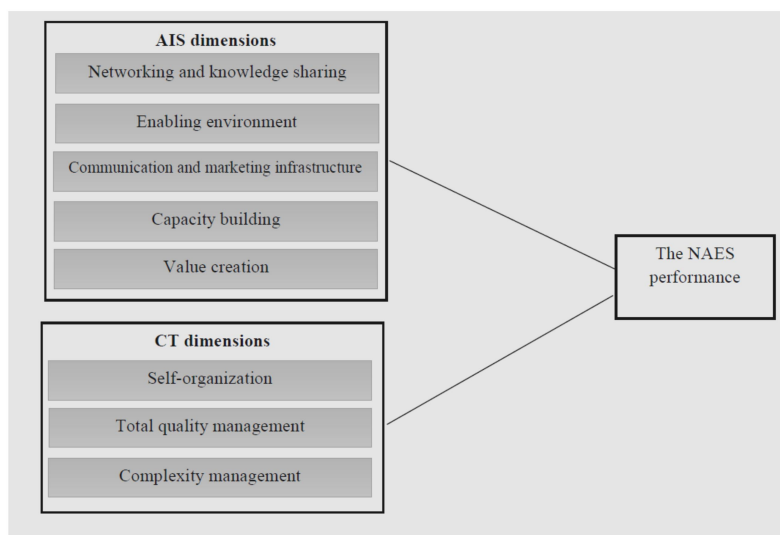 AIS dimensions
Networking and knowledge sharing
Enabling environment
Communication and marketing infrastructure
Capacity building
Value creation
The NAES
performance
CT dimensions
Self-organization
Total quality management
Complexity management